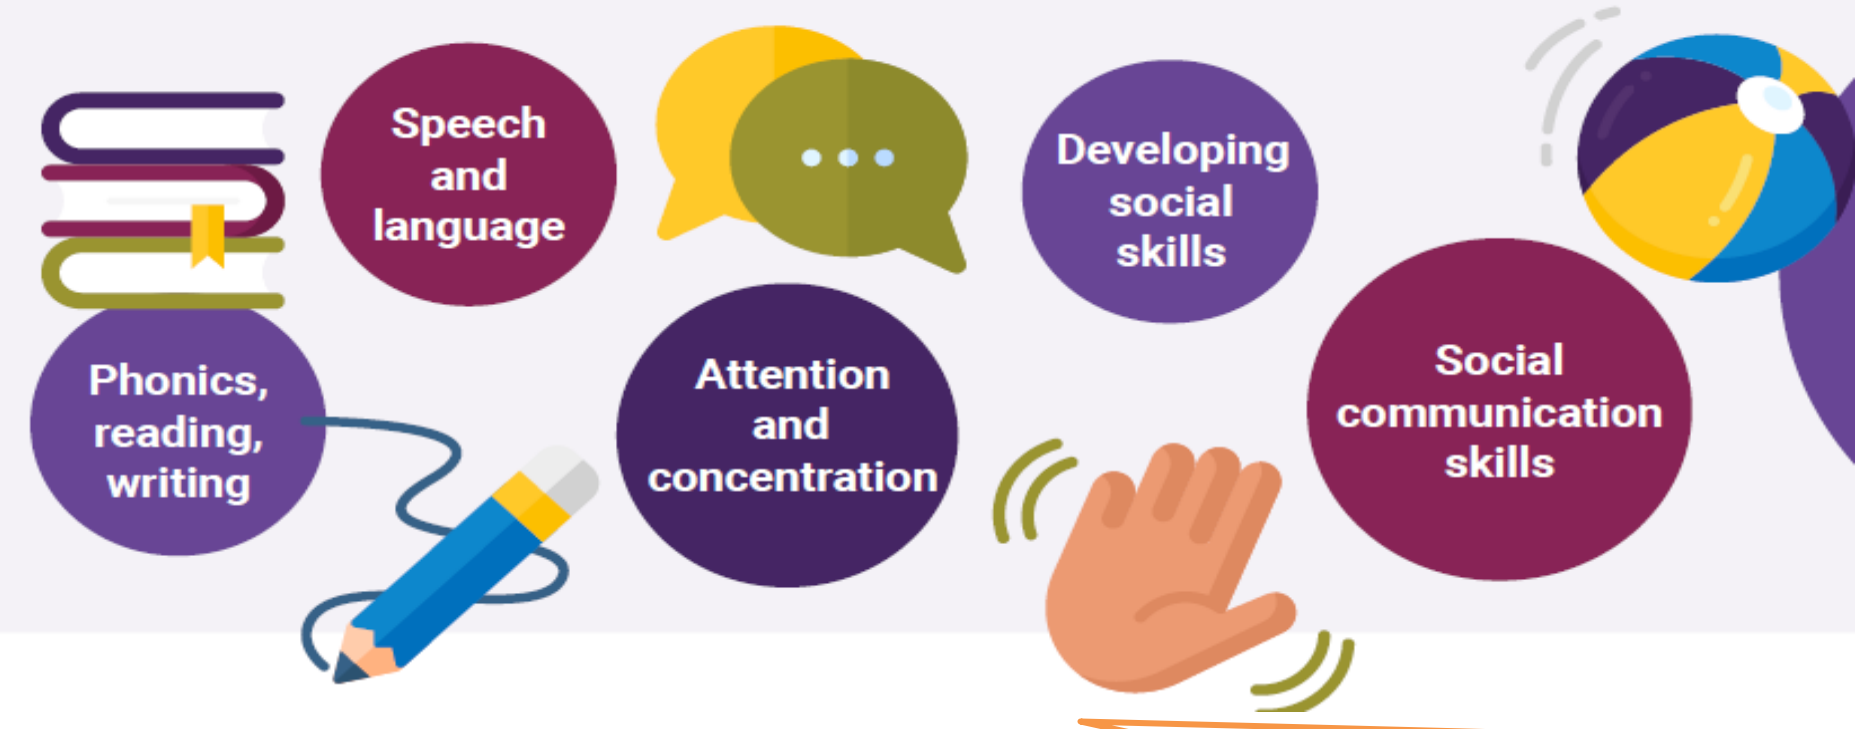 Speech
and
language
Developing
social
skills
Phonics,
reading,
writing
Attention
and
concentration
Social
communication
skills